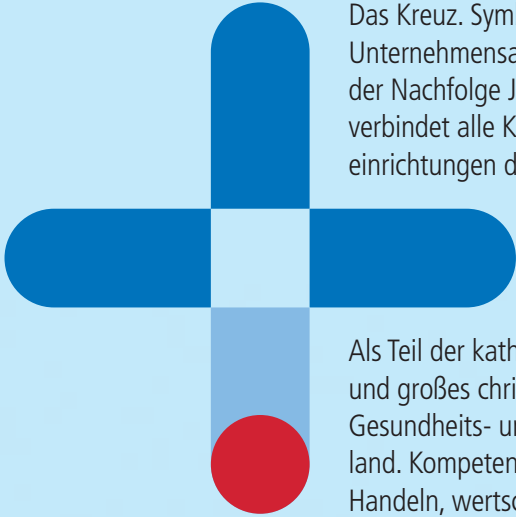 Das Kreuz. Sym
Unternehmensa
der Nachfolge J
verbindet alle K
einrichtungen d
Als Teil der kath
und großes chri
Gesundheits- u
land. Kompeten
Handeln, wertsc